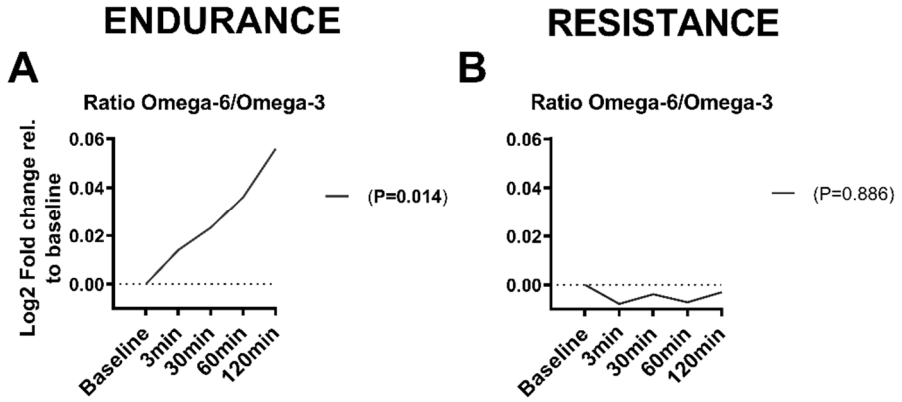 ENDURANCE
A
Ratio Omega-6/Omega-3
Log2 Fold change rel.
to baseline
0.06
0.04
0.02
0.00
Baseline
3min
30min
60min
120min
(P=0.014)
RESISTANCE
B
Ratio Omega-6/Omega-3
0.06
0.04
0.02
0.00
Baseline
3min
30min
60min
120min
(P=0.886)